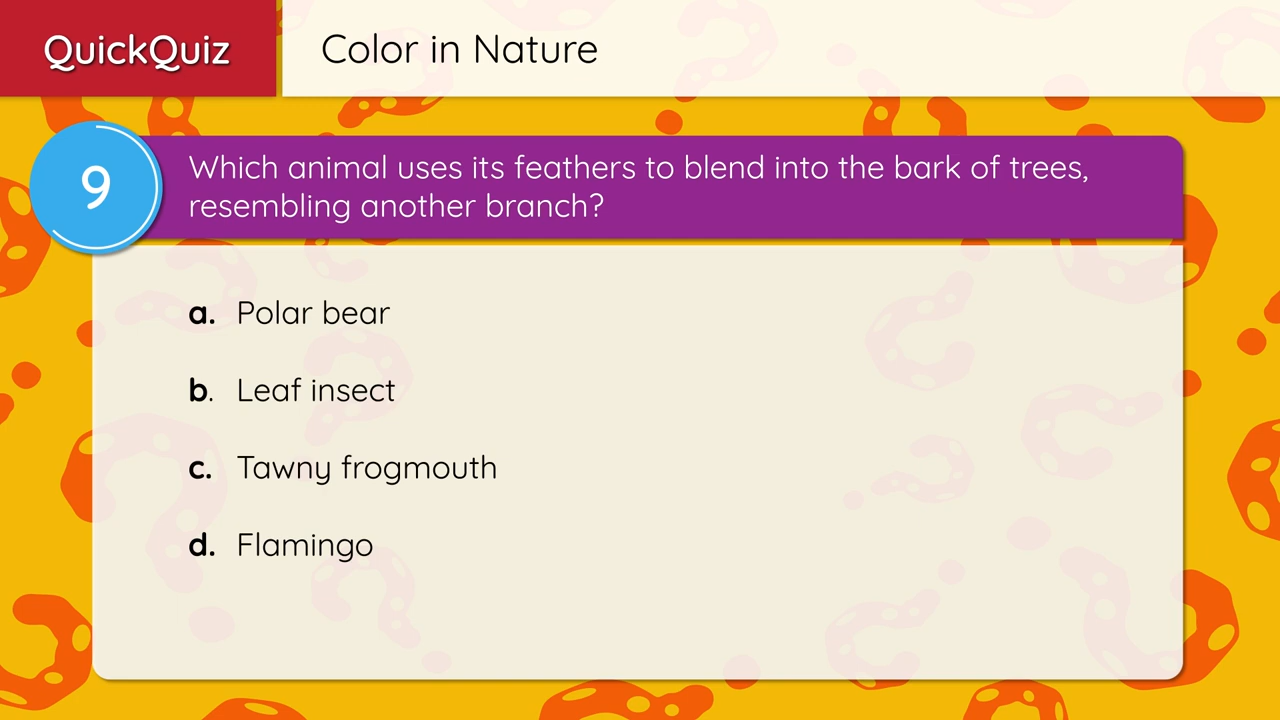 QuickQuiz
Color in Nature
9
Which animal uses its feathers to blend into the bark of trees,
resembling another branch?
a. Polar bear
b. Leaf insect
c. Tawny frogmouth
d. Flamingo